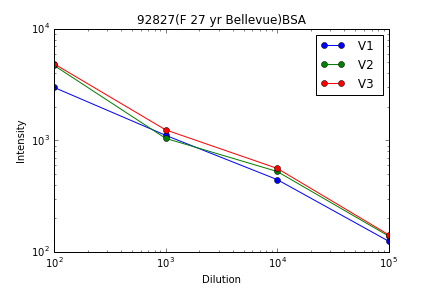 92827(F 27 yr Bellevue)BSA
10^4
V1
V2
V3
10^3
Intensity
10^2
10^2 10^3 10^4 10^5
Dilution